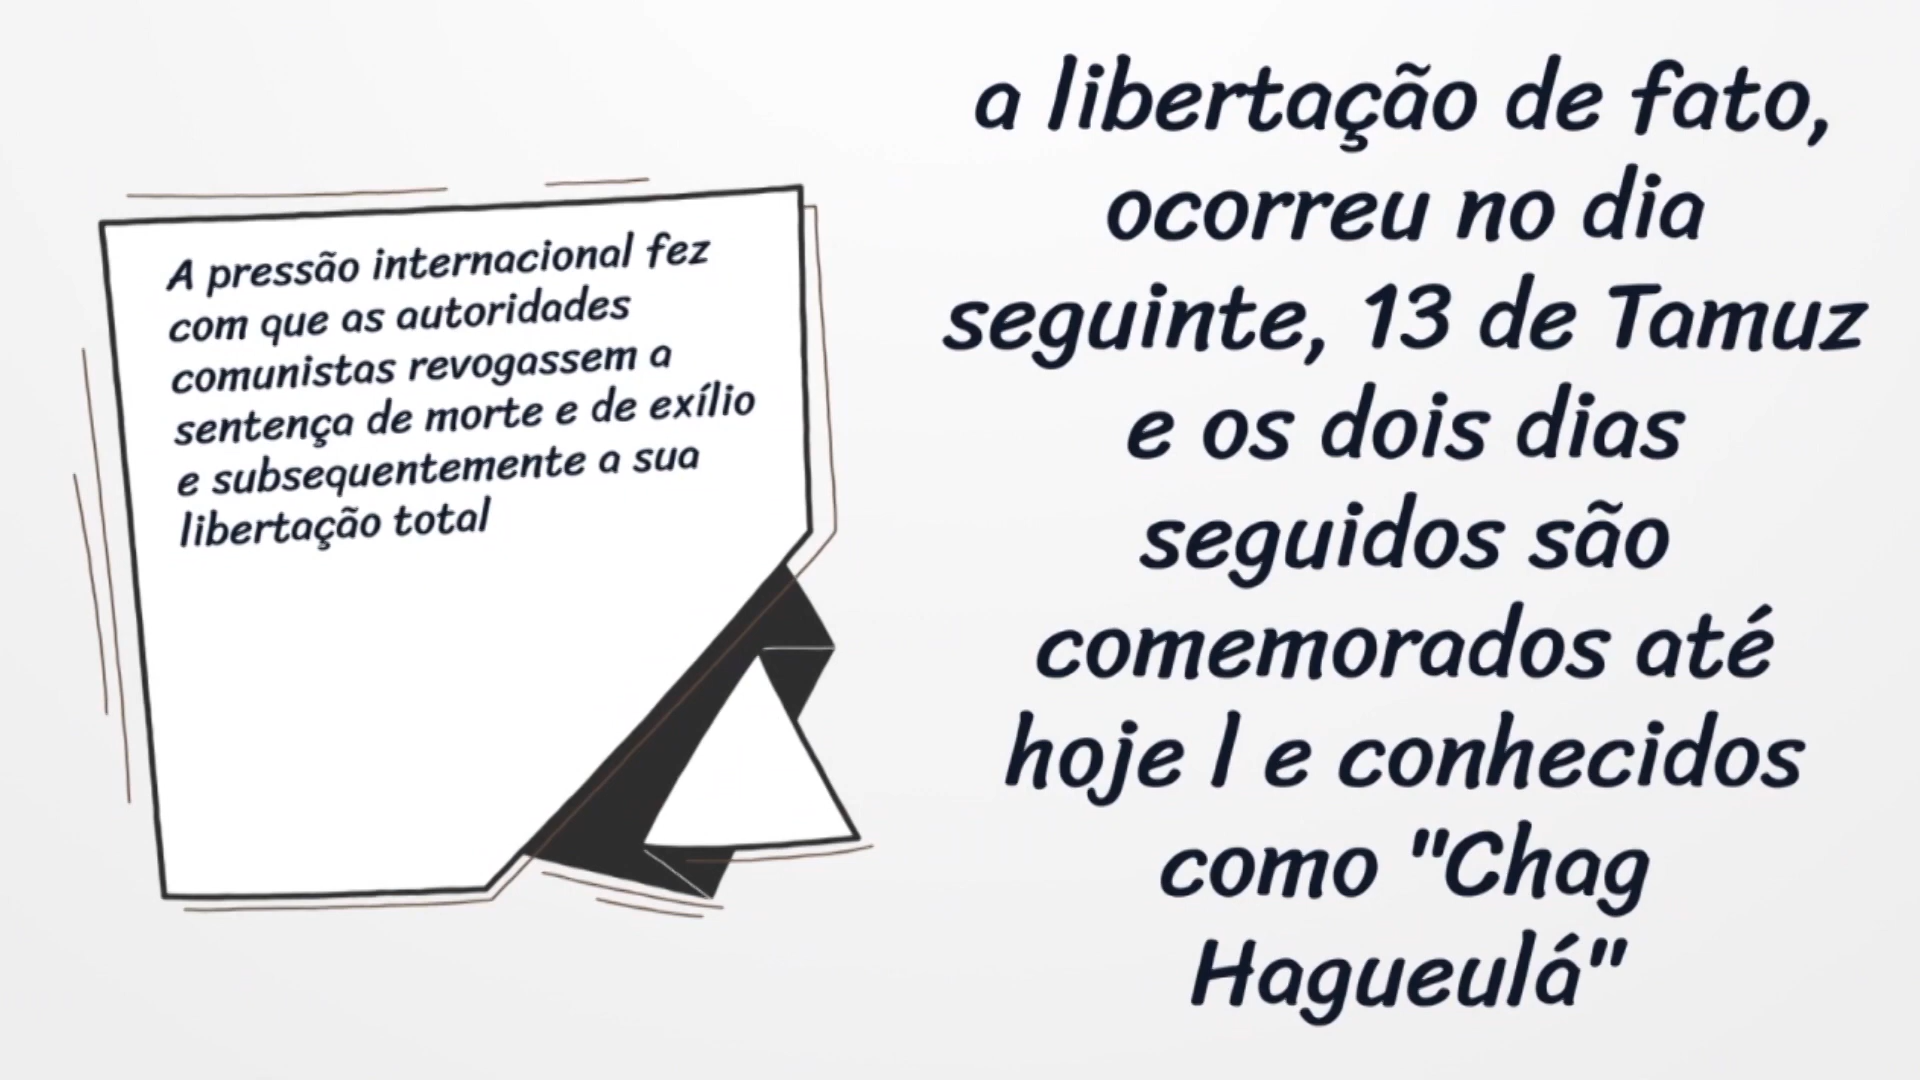 A pressão internacional fez
com que as autoridades
comunistas revogassem a
sentença de morte e de exílio
e subsequentemente a sua
libertação total
a libertação de fato,
ocorreu no dia
seguinte, 13 de Tamuz
e os dois dias
seguidos são
comemorados até
hoje l e conhecidos
como "Chag
Hagueulá"